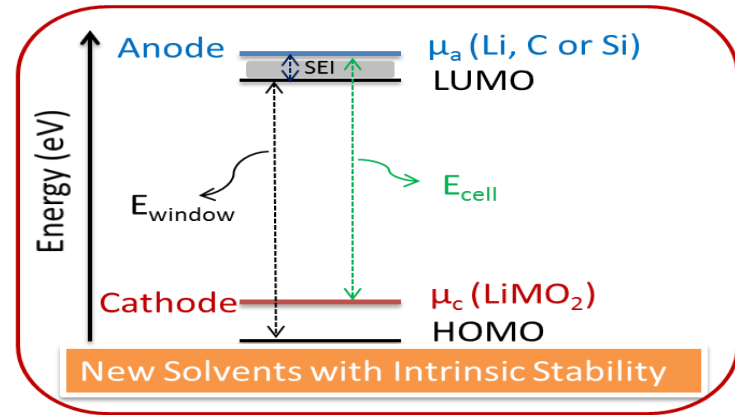 Energy (eV)
Anode
SEI
μa (Li, C or Si)
LUMO
Ewindow
Ecell
Cathode
μc (LiMO2)
HOMO
New Solvents with Intrinsic Stability